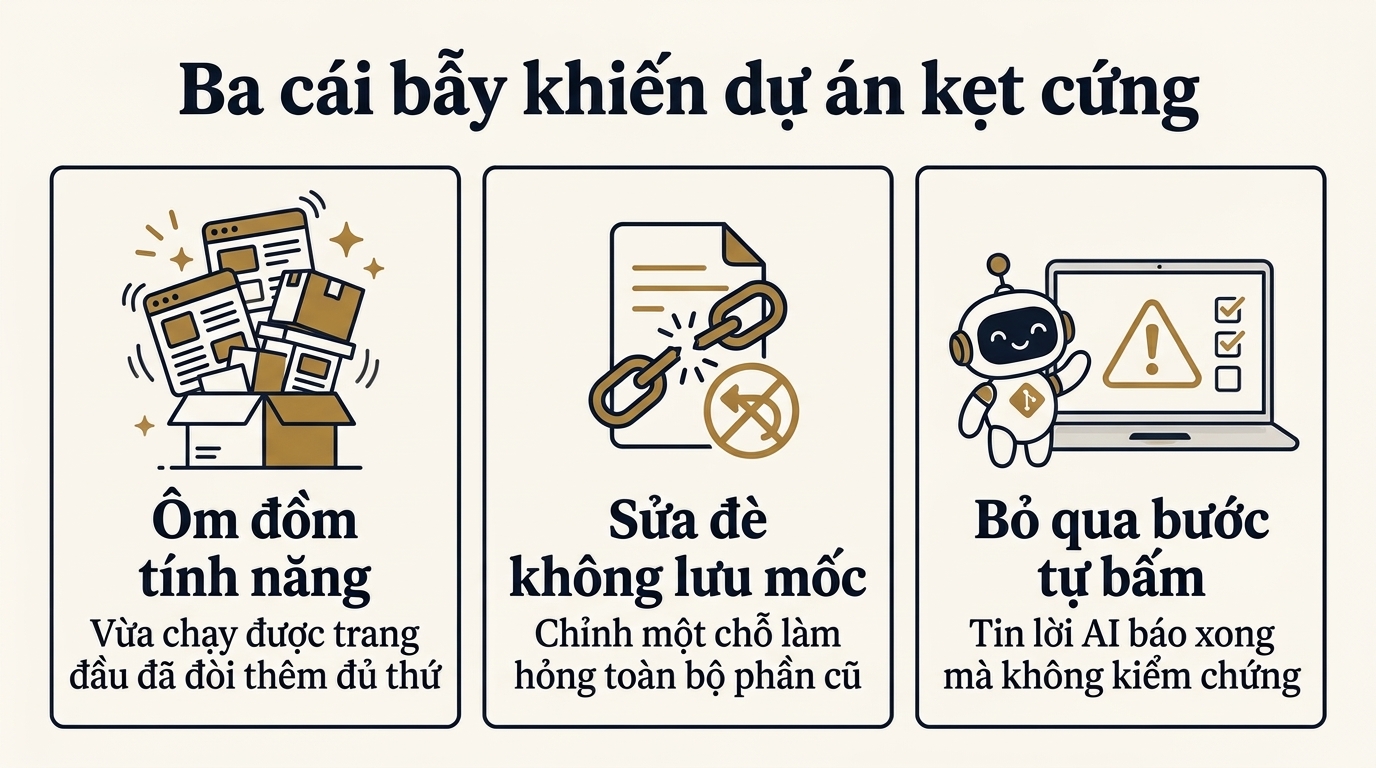 Ba cái bẫy khiến dự án kẹt cứng
Ôm đồm
tính năng
Vừa chạy được trang
đầu đã đòi thêm đủ thứ
Sửa đè
không lưu mốc
Chỉnh một chỗ làm
hỏng toàn bộ phần cũ
Bỏ qua bước
tự bấm
Tin lời AI báo xong
mà không kiểm chứng